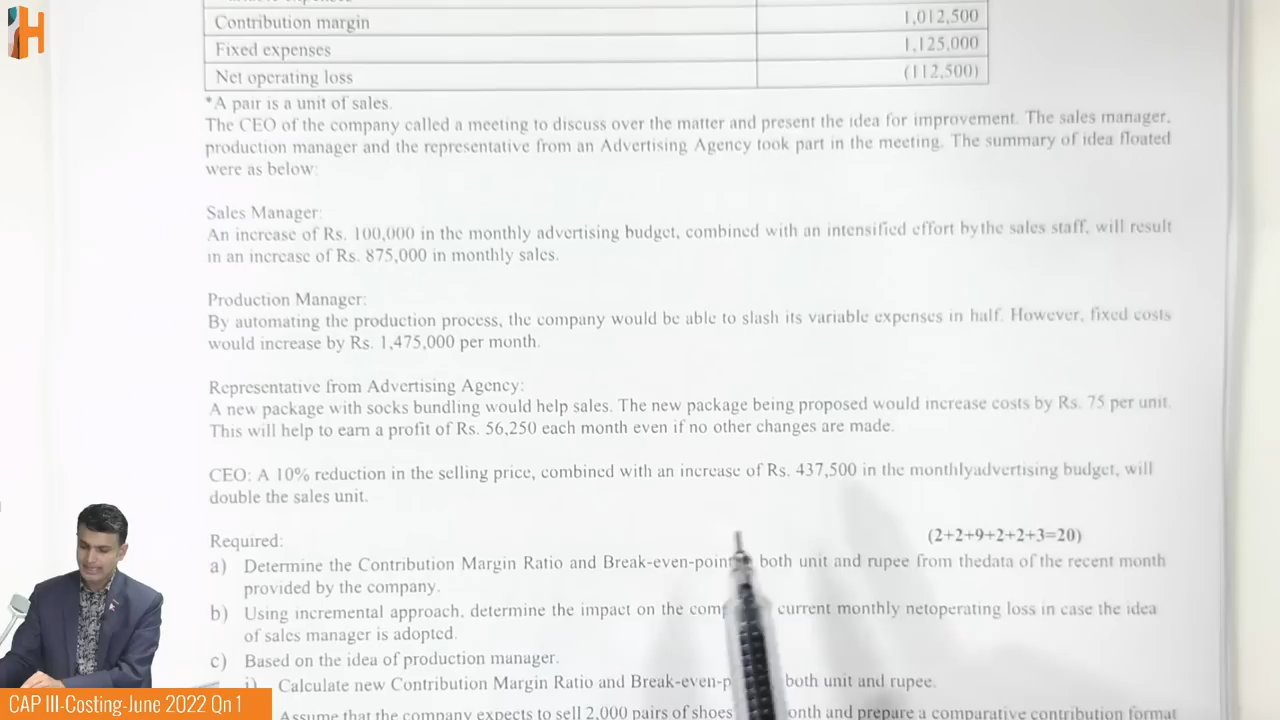 H
Contribution margin 1,012,500
Fixed expenses 1,125,000
Net operating loss (112,500)
*A pair is a unit of sales.
The CEO of the company called a meeting to discuss over the matter and present the idea for improvement. The sales manager,
production manager and the representative from an Advertising Agency took part in the meeting. The summary of idea floated
were as below:
Sales Manager:
An increase of Rs. 100,000 in the monthly advertising budget, combined with an intensified effort bythe sales staff, will result
in an increase of Rs. 875,000 in monthly sales.
Production Manager:
By automating the production process, the company would be able to slash its variable expenses in half. However, fixed costs
would increase by Rs. 1,475,000 per month.
Representative from Advertising Agency:
A new package with socks bundling would help sales. The new package being proposed would increase costs by Rs. 75 per unit.
This will help to earn a profit of Rs. 56,250 each month even if no other changes are made.
CEO: A 10% reduction in the selling price, combined with an increase of Rs. 437,500 in the monthlyadvertising budget, will
double the sales unit.
Required: (2+2+9+2+2+3=20)
a) Determine the Contribution Margin Ratio and Break-even-point both unit and rupee from thedata of the recent month
provided by the company.
b) Using incremental approach, determine the impact on the current monthly netoperating loss in case the idea
of sales manager is adopted.
c) Based on the idea of production manager.
i) Calculate new Contribution Margin Ratio and Break-even-p both unit and rupee.
Assume that the company expects to sell 2,000 pairs of shoes and prepare a comparative contribution format
CAP III-Costing-June 2022 Qn 1